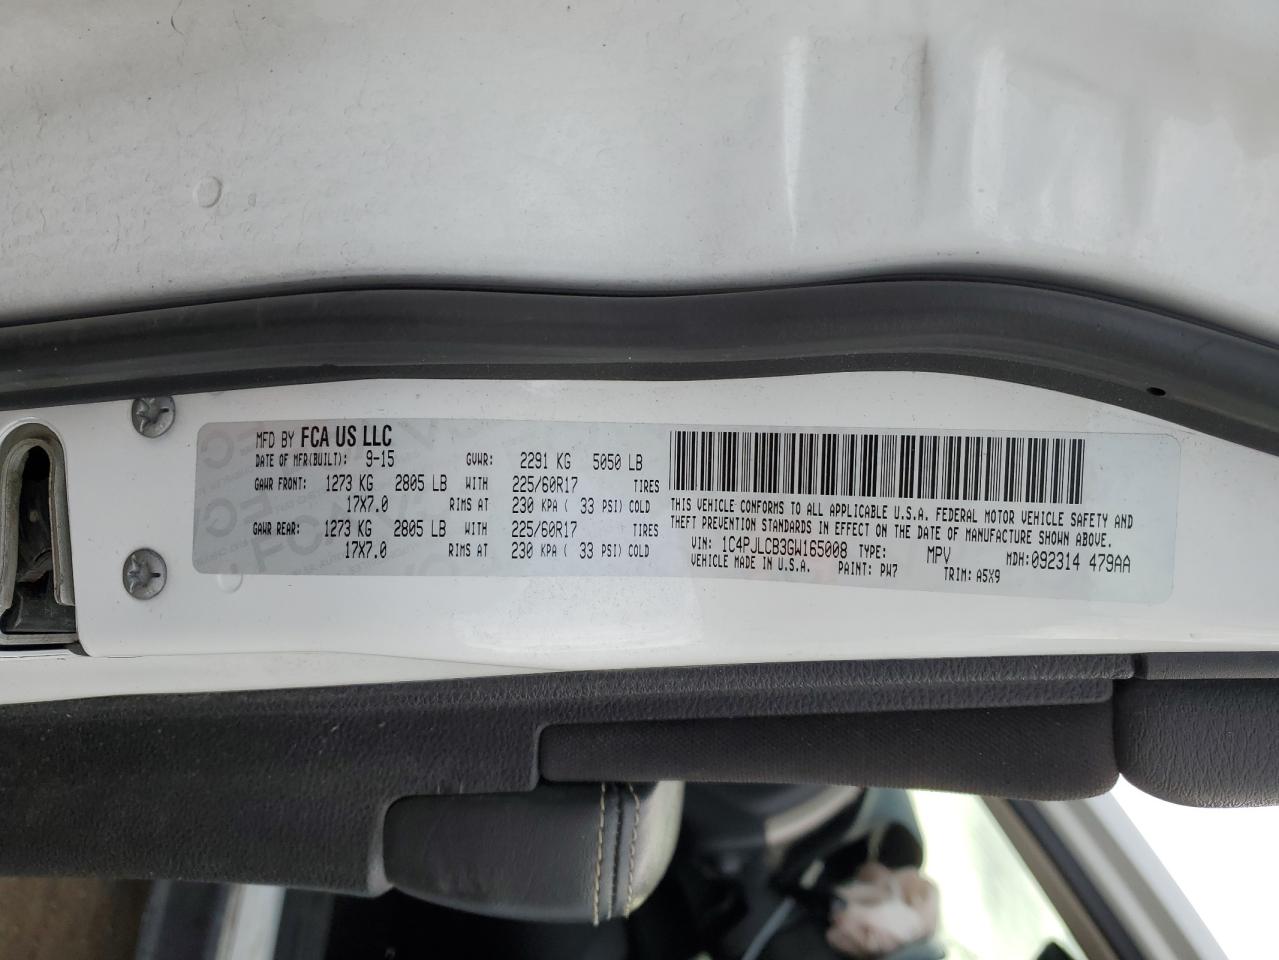 MFD BY FCA US LLC
DATE OF MFR(BUILT): 9-15 GVWR: 2291 KG 5050 LB
GAWR FRONT: 1273 KG 2805 LB WITH 225/60R17 TIRES
17X7.0 RIMS AT 230 KPA ( 33 PSI) COLD
GAWR REAR: 1273 KG 2805 LB WITH 225/60R17 TIRES
17X7.0 RIMS AT 230 KPA ( 33 PSI) COLD
THIS VEHICLE CONFORMS TO ALL APPLICABLE U.S.A. FEDERAL MOTOR VEHICLE SAFETY AND
THEFT PREVENTION STANDARDS IN EFFECT ON THE DATE OF MANUFACTURE SHOWN ABOVE.
VIN: 1C4PJLCB3GW165008 TYPE: MPV MDH:092314 479AA
VEHICLE MADE IN U.S.A. PAINT: PW7 TRIM: A5X9